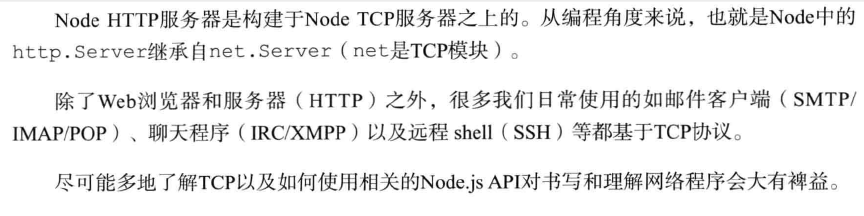 Node HTTP服务器是构建于Node TCP服务器之上的。从编程角度来说，也就是Node中的
http.Server继承自net.Server（net是TCP模块）。
除了Web浏览器和服务器（HTTP）之外，很多我们日常使用的如邮件客户端（SMTP/
IMAP/POP）、聊天程序（IRC/XMPP）以及远程 shell（SSH）等都基于TCP协议。
尽可能多地了解TCP以及如何使用相关的Node.js API对书写和理解网络程序会大有裨益。